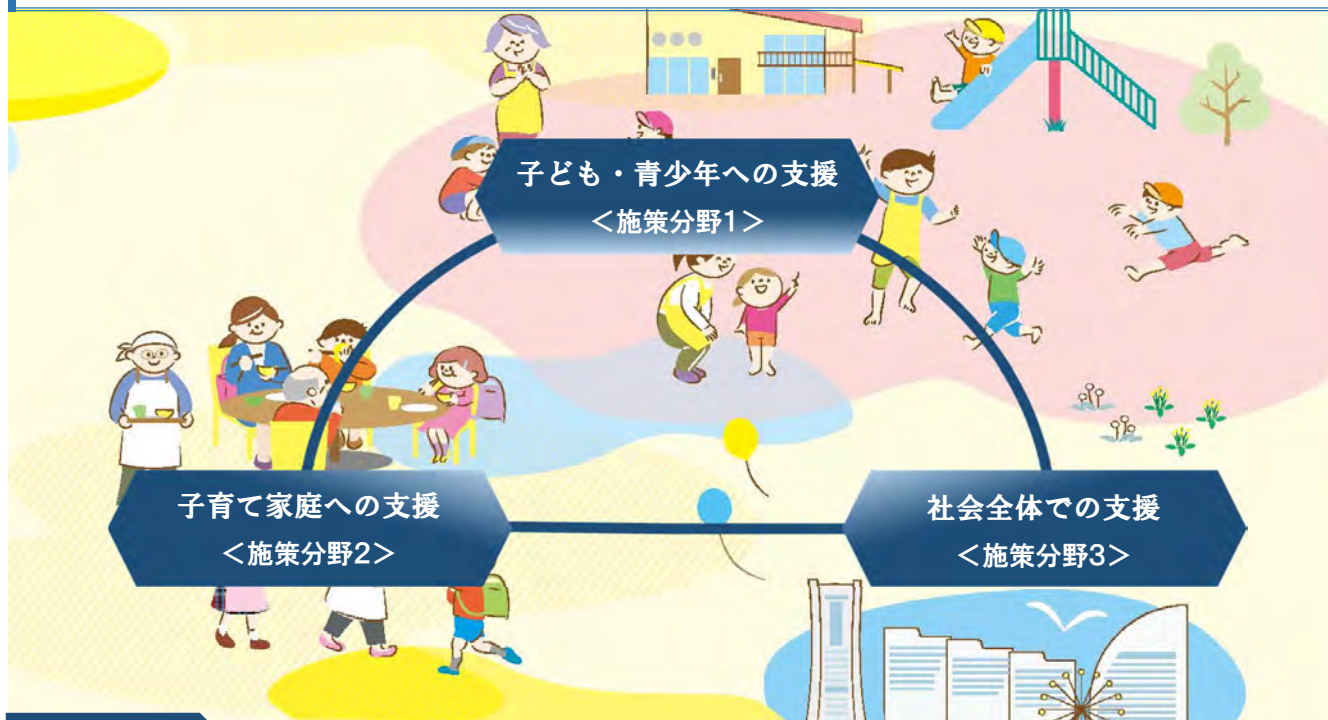 子ども・青少年への支援
＜施策分野1＞
子育て家庭への支援
＜施策分野2＞
社会全体での支援
＜施策分野3＞